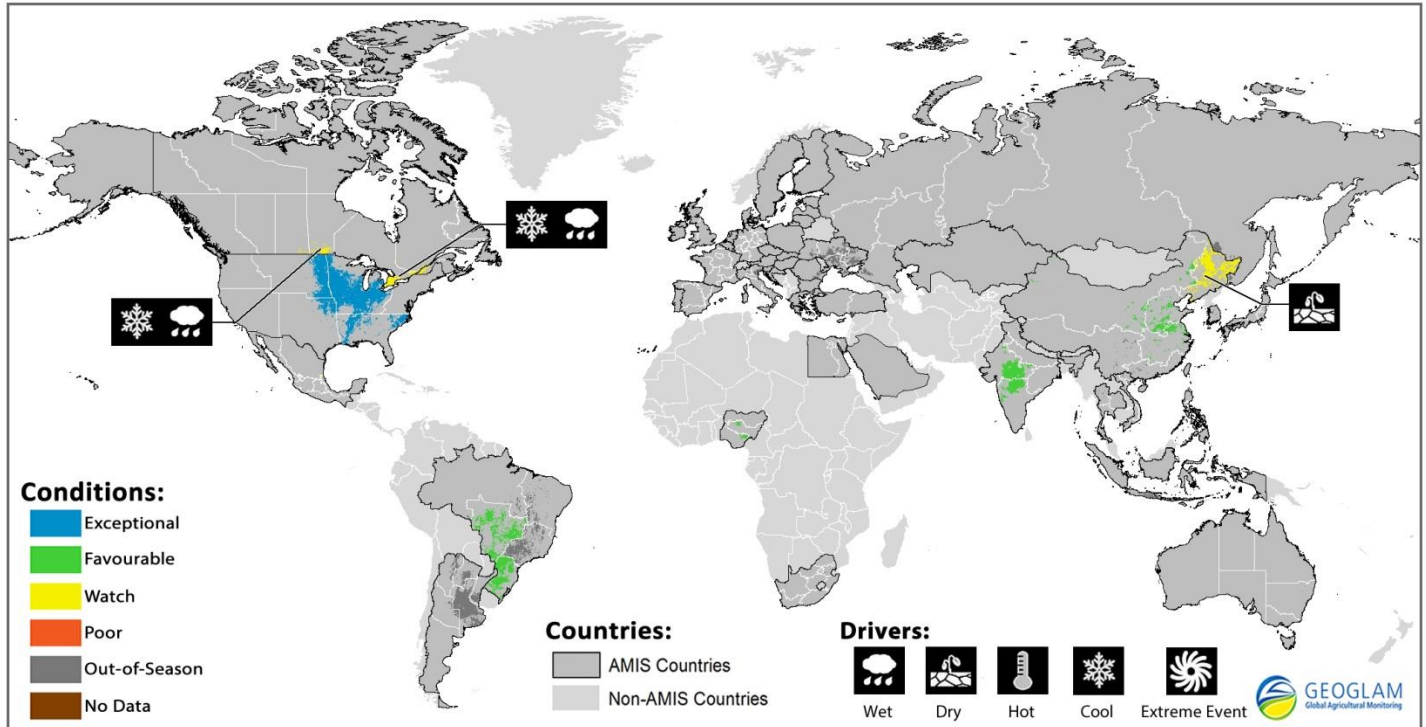 Conditions:
Exceptional
Favourable
Watch
Poor
Out-of-Season
No Data
Countries:
AMIS Countries
Non-AMIS Countries
Drivers:
Wet
Dry
Hot
Cool
Extreme Event
GEOGLAM
Global Agricultural Monitoring